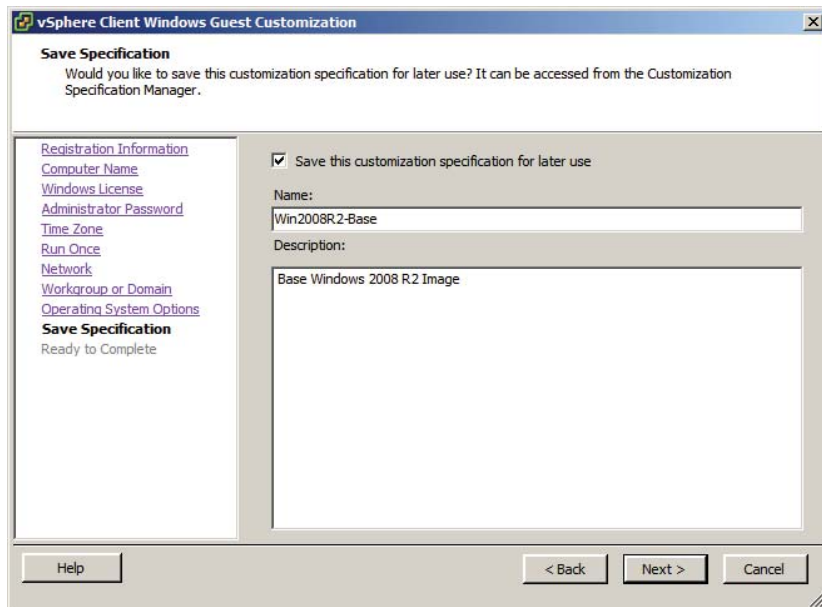 vSphere Client Windows Guest Customization
Save Specification
Would you like to save this customization specification for later use? It can be accessed from the Customization
Specification Manager.
Registration Information
Computer Name
Windows License
Administrator Password
Time Zone
Run Once
Network
Workgroup or Domain
Operating System Options
Save Specification
Ready to Complete
Save this customization specification for later use
Name:
Win2008R2-Base
Description:
Base Windows 2008 R2 Image
Help
< Back
Next >
Cancel